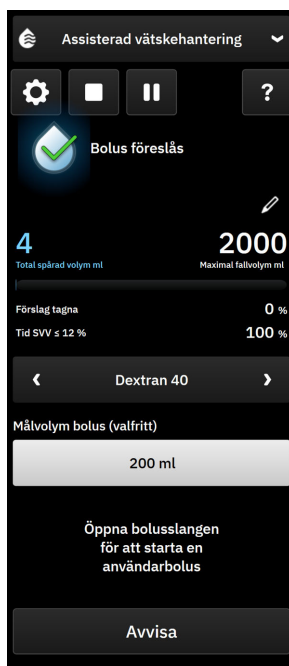 Assisterad vätskehantering
?
Bolus föreslås
4 2000
Total spårad volym ml Maximal fallvolym ml
Förslag tagna 0 %
Tid SVV ≤ 12 % 100 %
Dextran 40
Målvolym bolus (valfritt)
200 ml
Öppna bolusslangen
för att starta en
användarbolus
Avvisa